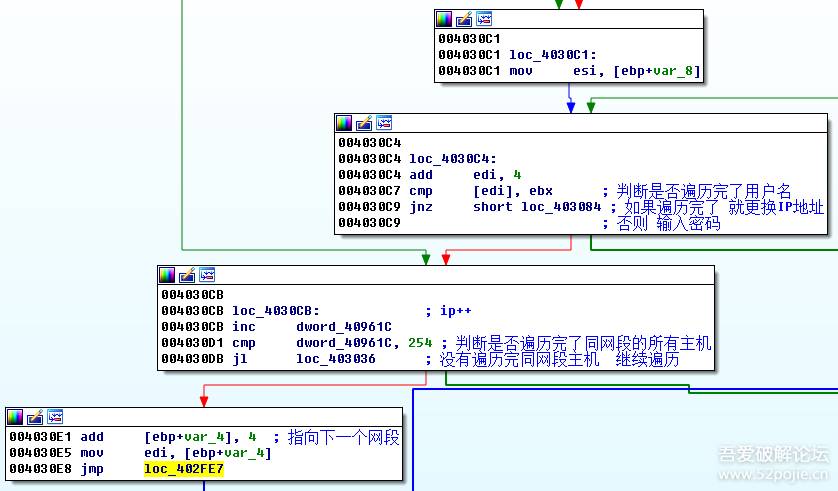 004030C1
004030C1 loc_4030C1:
004030C1 mov     esi, [ebp+var_8]
004030C4
004030C4 loc_4030C4:
004030C4 add     edi, 4
004030C7 cmp     [edi], ebx      ; 判断是否遍历完了用户名
004030C9 jnz     short loc_403084 ; 如果遍历完了 就更换IP地址
004030C9                         ; 否则 输入密码
004030CB
004030CB loc_4030CB:             ; ip++
004030CB inc     dword_40961C
004030D1 cmp     dword_40961C, 254 ; 判断是否遍历完了同网段的所有主机
004030DB jl      loc_403036      ; 没有遍历完同网段主机  继续遍历
004030E1 add     [ebp+var_4], 4  ; 指向下一个网段
004030E5 mov     edi, [ebp+var_4]
004030E8 jmp     loc_402FE7
吾爱破解论坛
www.52pojie.cn